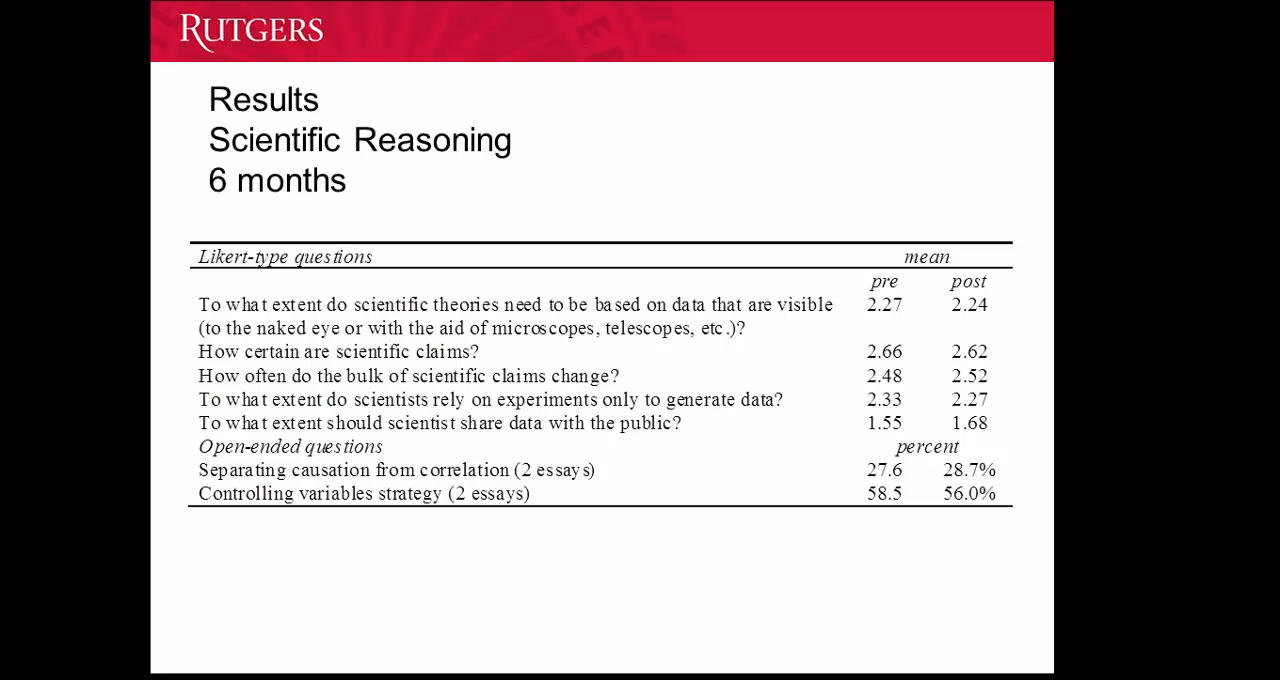 RUTGERS
Results
Scientific Reasoning
6 months
Likert-type questions mean
pre post
To what extent do scientific theories need to be based on data that are visible 2.27 2.24
(to the naked eye or with the aid of microscopes, telescopes, etc.)?
How certain are scientific claims? 2.66 2.62
How often do the bulk of scientific claims change? 2.48 2.52
To what extent do scientists rely on experiments only to generate data? 2.33 2.27
To what extent should scientist share data with the public? 1.55 1.68
Open-ended questions percent
Separating causation from correlation (2 essays) 27.6 28.7%
Controlling variables strategy (2 essays) 58.5 56.0%